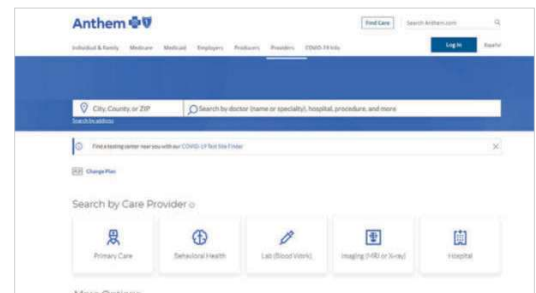 Anthem
Find Care
Search Anthem.com
Individual & Family Medicare Medicaid Employers Producers Providers COVID-19 Info
Log In
Español
City, County, or ZIP
Search by doctor (name or specialty), hospital, procedure, and more
Search by address
Find a testing center near you with our COVID-19 Test Site Finder
Change Plan
Search by Care Provider
Primary Care
Behavioral Health
Lab (Blood Work)
Imaging (MRI or X-ray)
Hospital
More Options